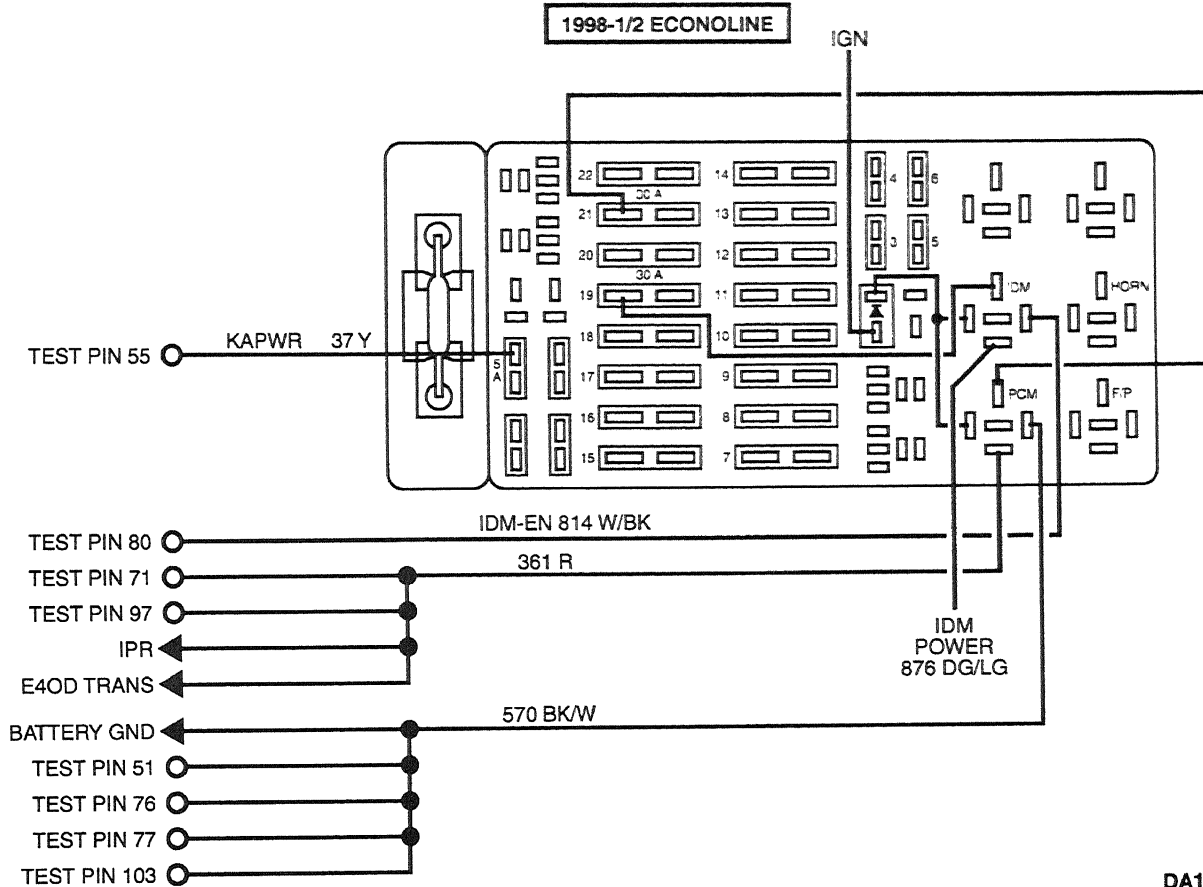 1998-1/2 ECONOLINE
IGN
22
30 A
21
20
30 A
19
18
17
16
15
14
13
12
11
10
9
8
7
4
6
3
5
IDM
HORN
PCM
F/P
5
A
TEST PIN 55
KAPWR 37 Y
TEST PIN 80
IDM-EN 814 W/BK
TEST PIN 71
361 R
TEST PIN 97
IPR
E4OD TRANS
IDM
POWER
876 DG/LG
BATTERY GND
570 BK/W
TEST PIN 51
TEST PIN 76
TEST PIN 77
TEST PIN 103
DA1